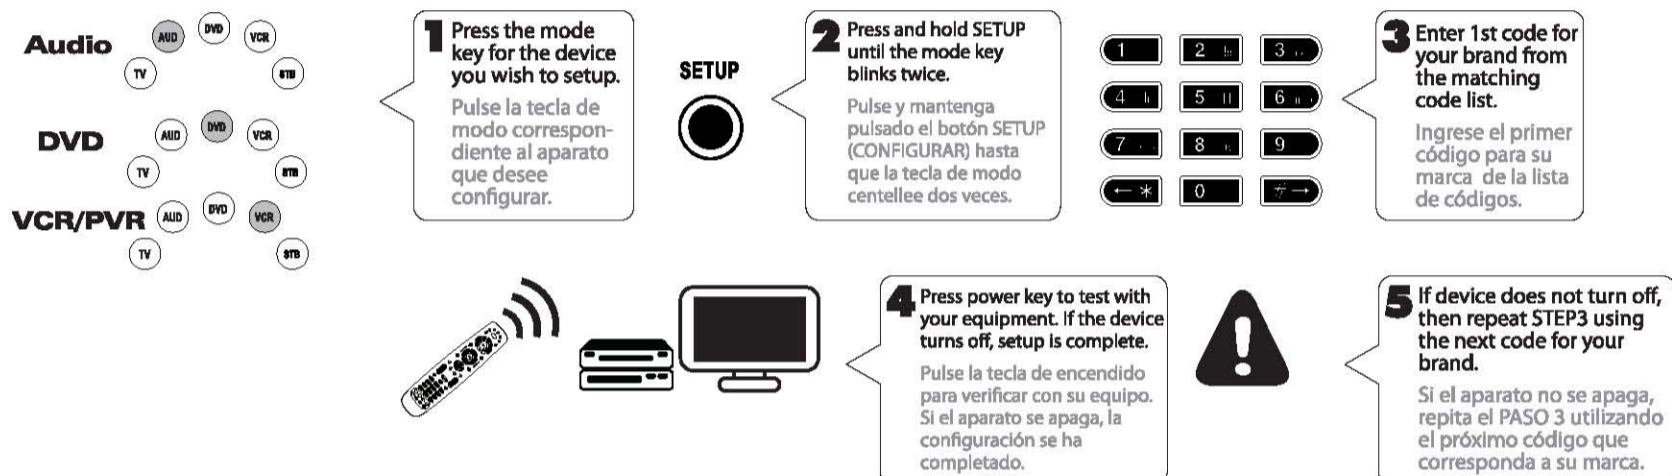 Audio
AUD
DVD
VCR
TV
STB
DVD
AUD
DVD
VCR
TV
STB
VCR/PVR
AUD
DVD
VCR
TV
STB
1 Press the mode
key for the device
you wish to setup.
Pulse la tecla de
modo correspon-
diente al aparato
que desee
configurar.
SETUP
2 Press and hold SETUP
until the mode key
blinks twice.
Pulse y mantenga
pulsado el botón SETUP
(CONFIGURAR) hasta
que la tecla de modo
centellee dos veces.
1 2 3
4 5 6
7 8 9
← * 0 #→
3 Enter 1st code for
your brand from
the matching
code list.
Ingrese el primer
código para su
marca de la lista
de códigos.
4 Press power key to test with
your equipment. If the device
turns off, setup is complete.
Pulse la tecla de encendido
para verificar con su equipo.
Si el aparato se apaga, la
configuración se ha
completado.
!
5 If device does not turn off,
then repeat STEP3 using
the next code for your
brand.
Si el aparato no se apaga,
repita el PASO 3 utilizando
el próximo código que
corresponda a su marca.